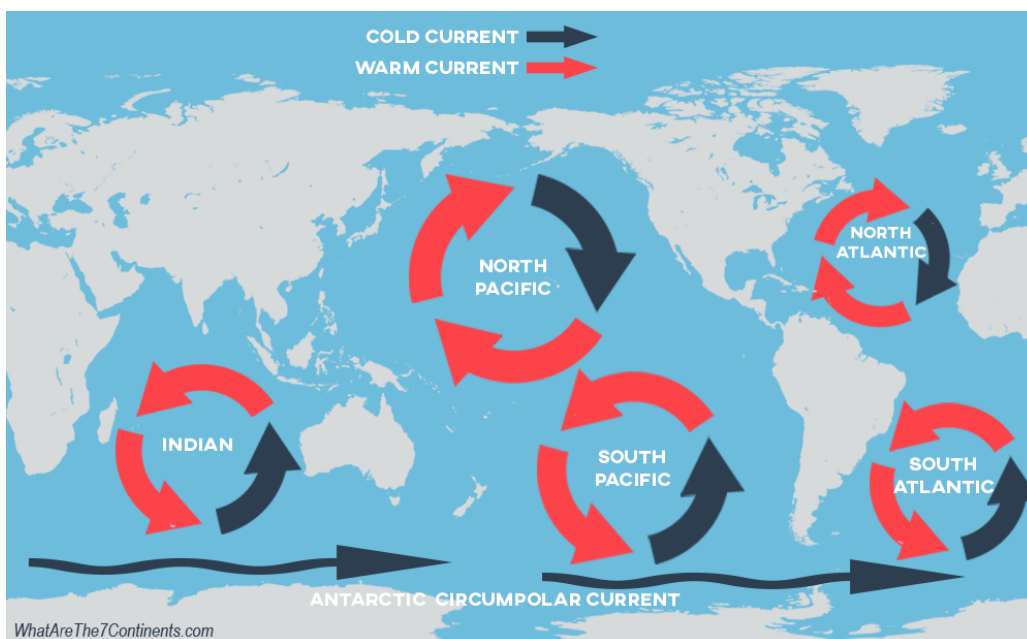 COLD CURRENT
WARM CURRENT
NORTH
ATLANTIC
NORTH
PACIFIC
INDIAN
SOUTH
PACIFIC
SOUTH
ATLANTIC
ANTARCTIC CIRCUMPOLAR CURRENT
WhatAreThe7Continents.com